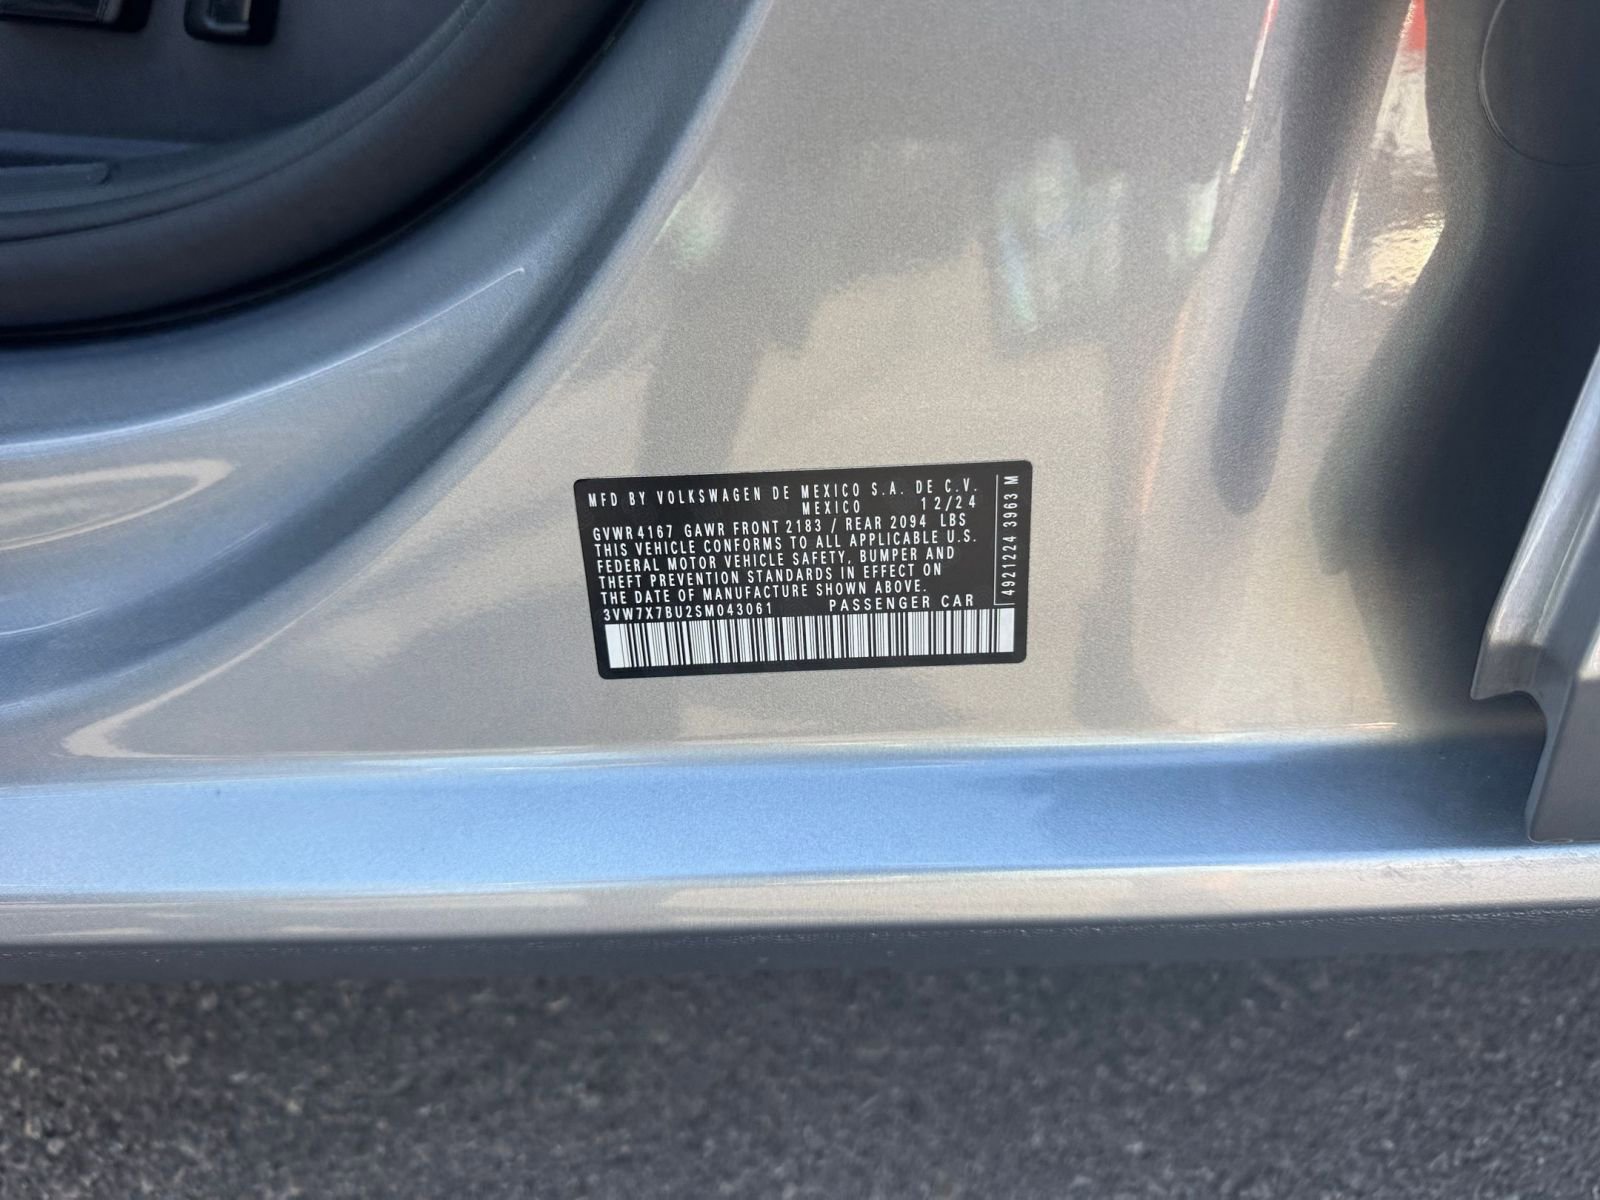 MFD BY VOLKSWAGEN DE MEXICO S.A. DE C.V.
MEXICO 12/24
GVWR 4167 GAWR FRONT 2183 / REAR 2094 LBS
THIS VEHICLE CONFORMS TO ALL APPLICABLE U.S.
FEDERAL MOTOR VEHICLE SAFETY, BUMPER AND
THEFT PREVENTION STANDARDS IN EFFECT ON
THE DATE OF MANUFACTURE SHOWN ABOVE.
3VW7X7BU2SM043061 PASSENGER CAR
4921224 3963 M